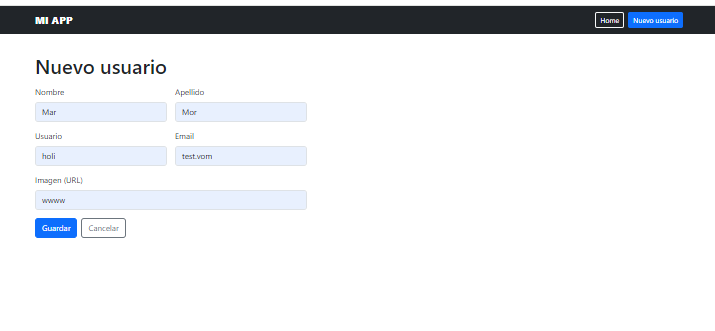 MI APP Home Nuevo usuario
Nuevo usuario
Nombre Apellido
Mar Mor
Usuario Email
holi test.vom
Imagen (URL)
wwww
Guardar Cancelar